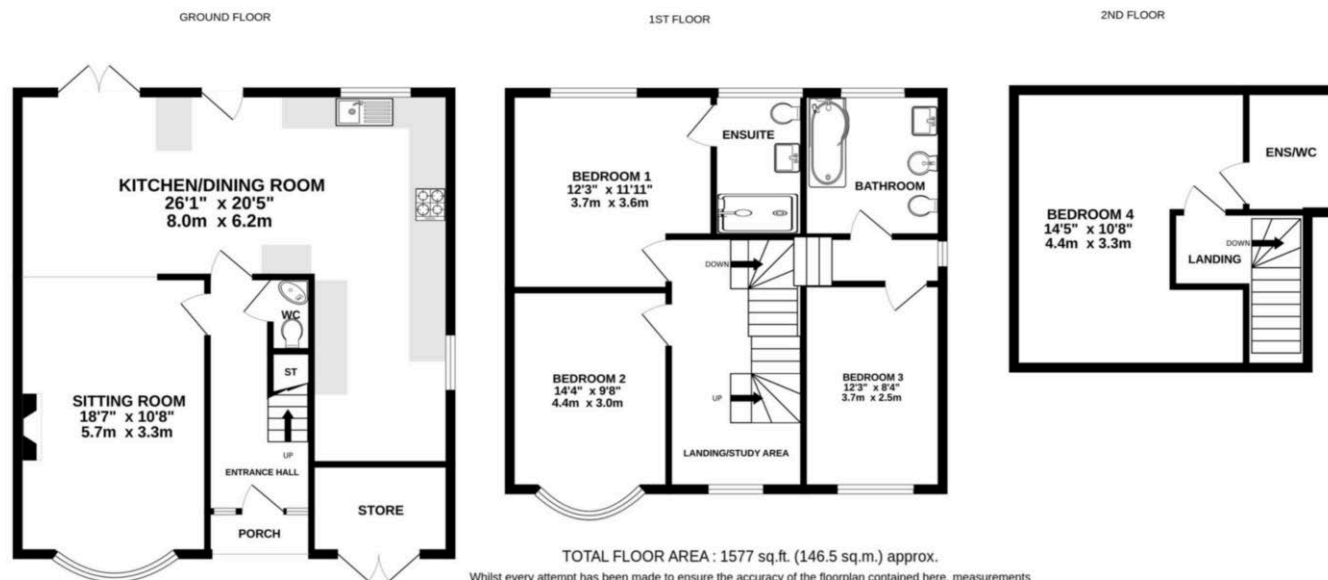 GROUND FLOOR
KITCHEN/DINING ROOM
26'1" x 20'5"
8.0m x 6.2m
WC
ST
SITTING ROOM
18'7" x 10'8"
5.7m x 3.3m
UP
ENTRANCE HALL
PORCH
STORE
1ST FLOOR
BEDROOM 1
12'3" x 11'11"
3.7m x 3.6m
ENSUITE
BATHROOM
DOWN
BEDROOM 2
14'4" x 9'8"
4.4m x 3.0m
BEDROOM 3
12'3" x 8'4"
3.7m x 2.5m
UP
LANDING/STUDY AREA
2ND FLOOR
ENS/WC
BEDROOM 4
14'5" x 10'8"
4.4m x 3.3m
DOWN
LANDING
TOTAL FLOOR AREA : 1577 sq.ft. (146.5 sq.m.) approx.
Whilst every attempt has been made to ensure the accuracy of the floorplan contained here, measurements